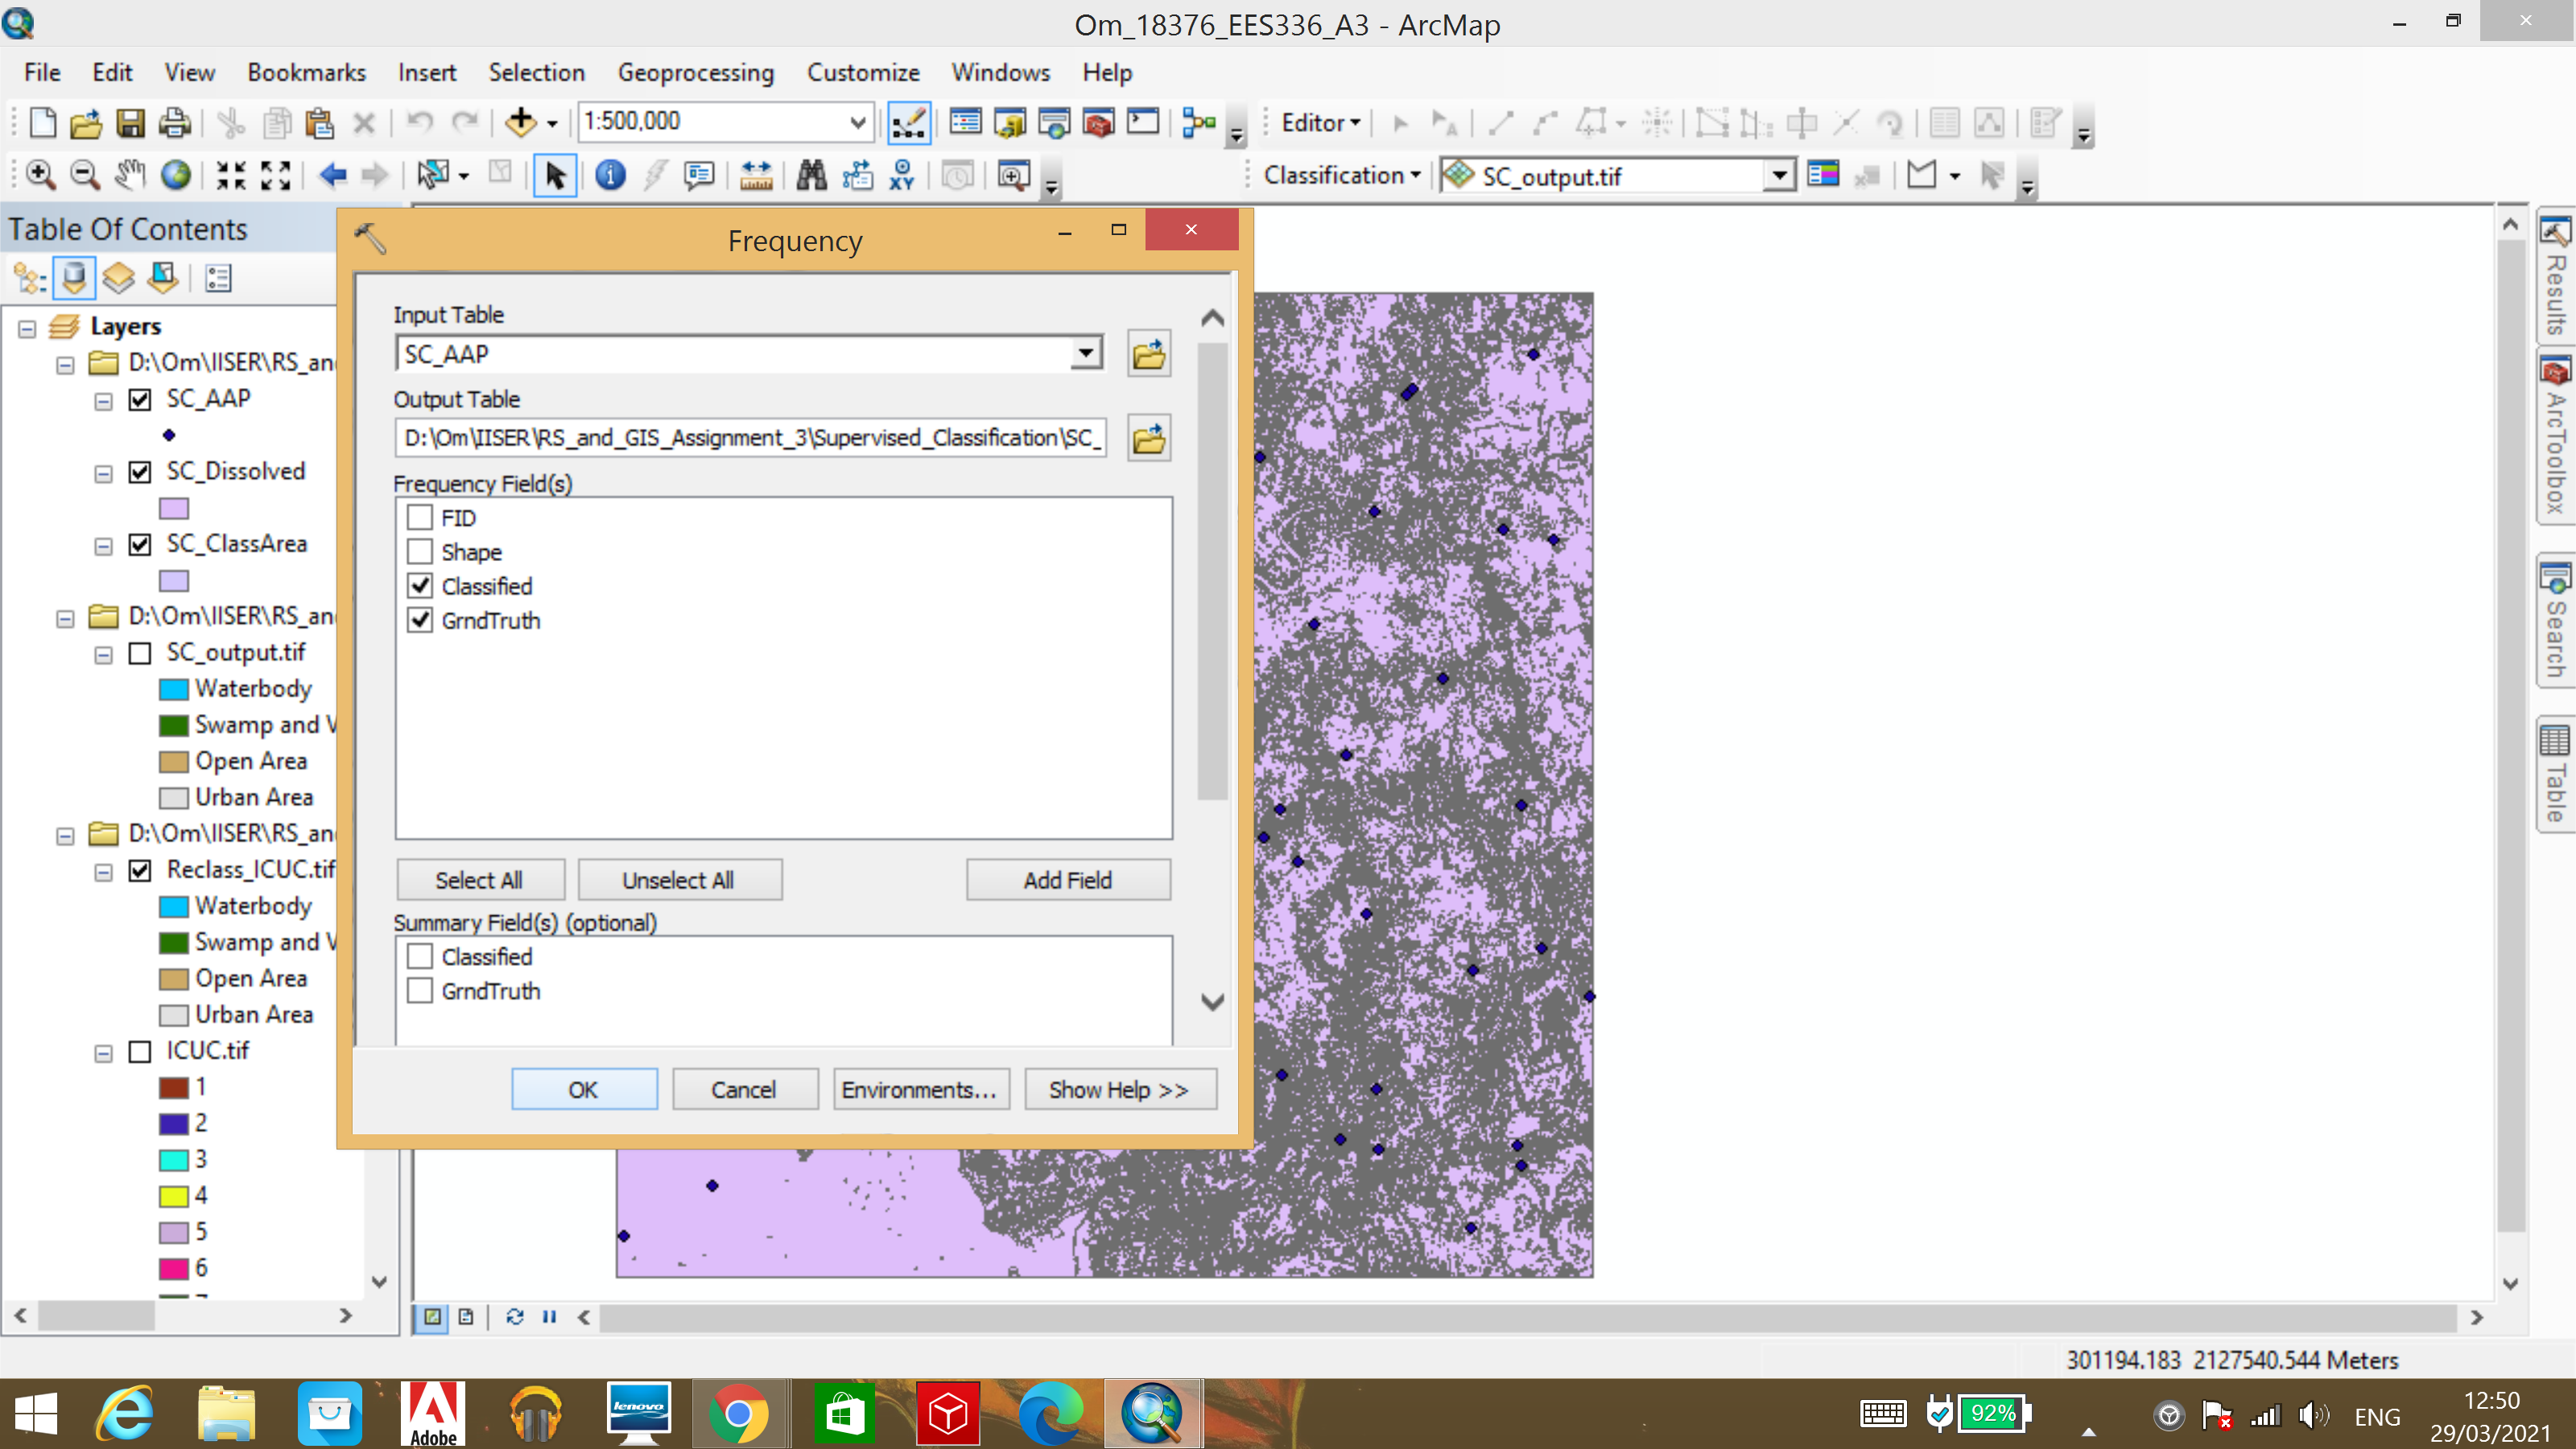 Om_18376_EES336_A3 - ArcMap
File Edit View Bookmarks Insert Selection Geoprocessing Customize Windows Help
1:500,000
Editor
XY
Classification
SC_output.tif
Table Of Contents
Layers
D:\Om\IISER\RS_an
SC_AAP
SC_Dissolved
SC_ClassArea
D:\Om\IISER\RS_an
SC_output.tif
Waterbody
Swamp and V
Open Area
Urban Area
D:\Om\IISER\RS_an
Reclass_ICUC.tif
Waterbody
Swamp and V
Open Area
Urban Area
ICUC.tif
1
2
3
4
5
6
Frequency
Input Table
SC_AAP
Output Table
D:\Om\IISER\RS_and_GIS_Assignment_3\Supervised_Classification\SC_
Frequency Field(s)
FID
Shape
Classified
GrndTruth
Select All Unselect All Add Field
Summary Field(s) (optional)
Classified
GrndTruth
OK Cancel Environments... Show Help >>
Results
ArcToolbox
Search
Table
301194.183 2127540.544 Meters
Adobe
lenovo
92%
ENG
12:50
29/03/2021